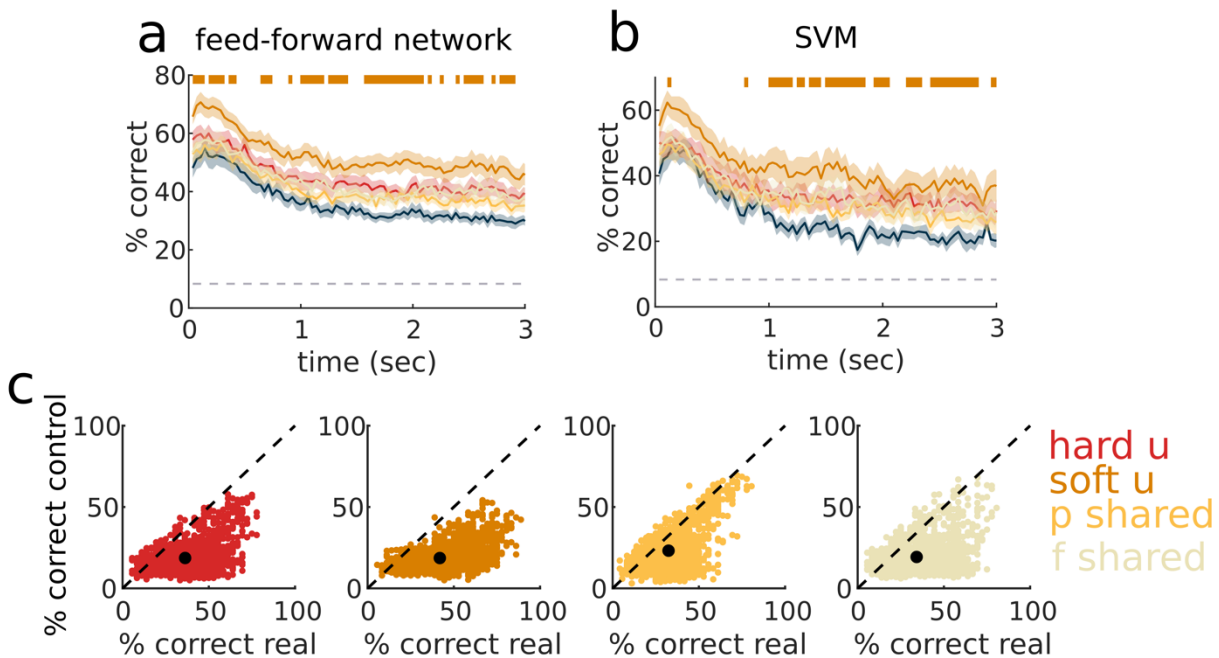 a feed-forward network
b SVM
80
60
40
20
0
% correct
0 1 2 3
time (sec)
60
40
20
0
% correct
0 1 2 3
time (sec)
c
% correct control
100
50
0
0 50 100
% correct real
100
50
0
0 50 100
% correct real
100
50
0
0 50 100
% correct real
100
50
0
0 50 100
% correct real
hard u
soft u
p shared
f shared